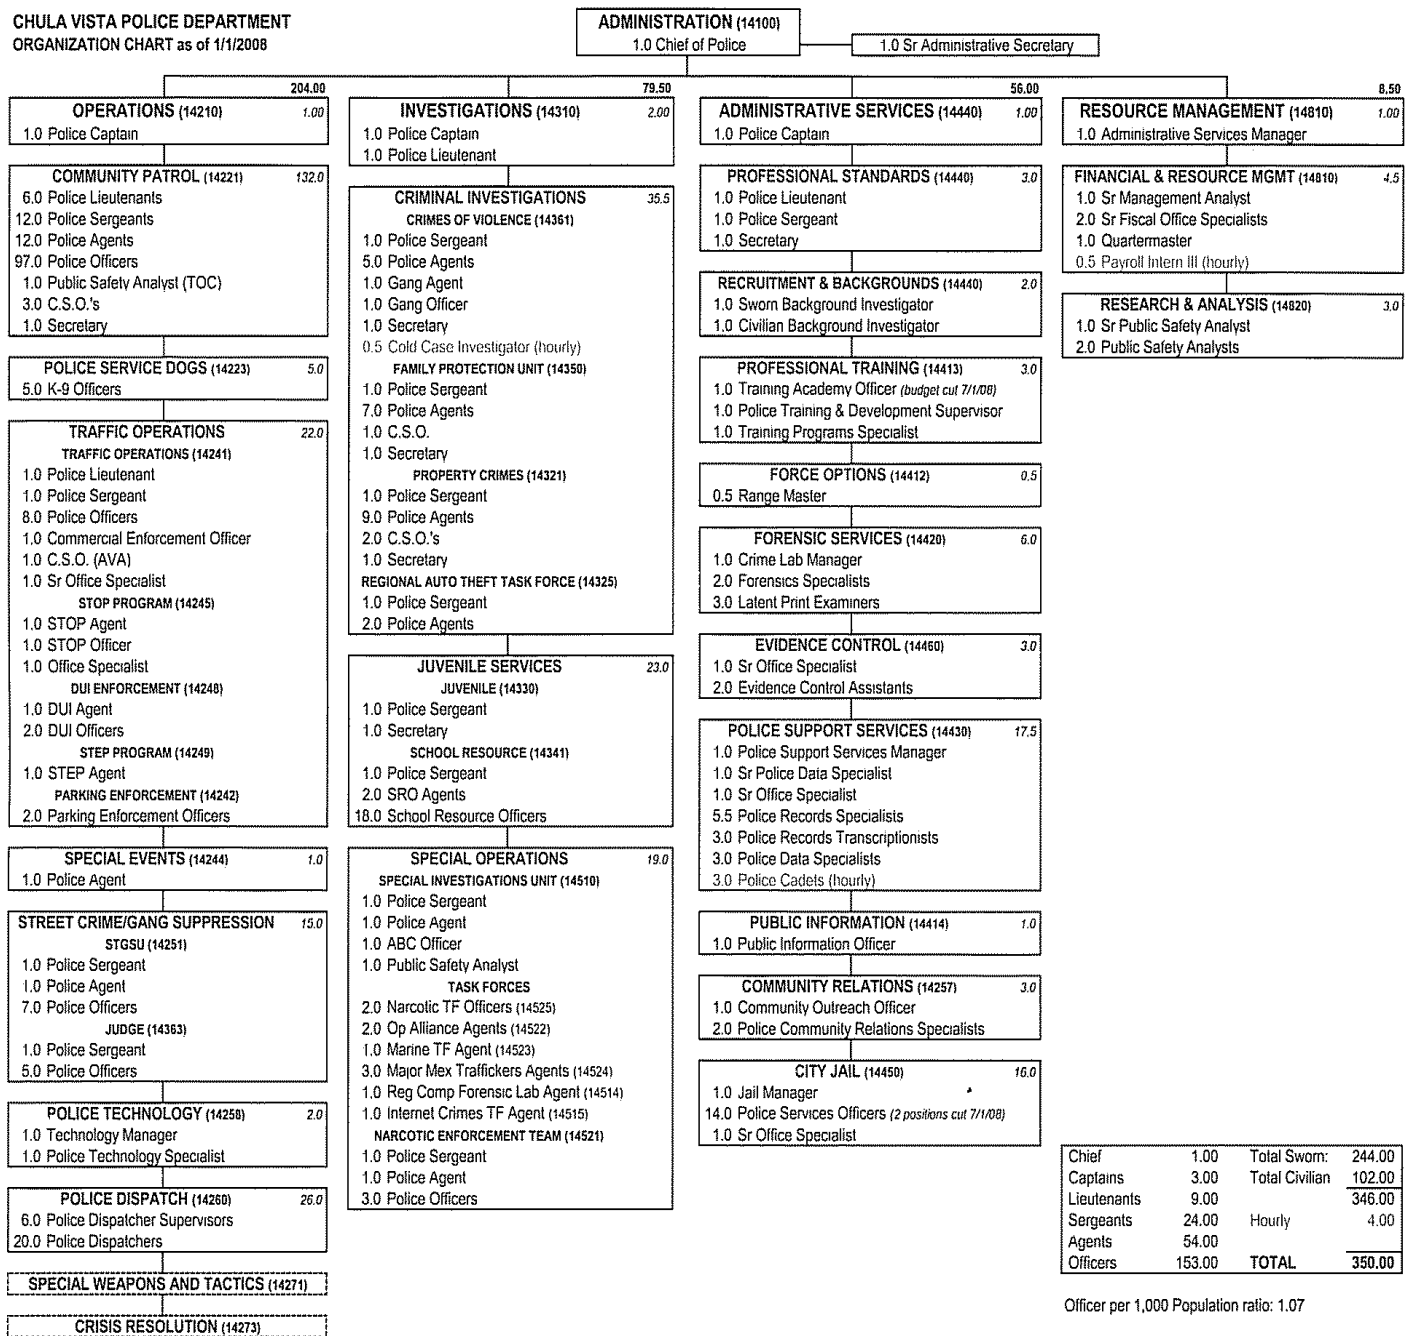 CHULA VISTA POLICE DEPARTMENT
ORGANIZATION CHART as of 1/1/2008
ADMINISTRATION (14100)
1.0 Chief of Police
1.0 Sr Administrative Secretary
204.00
OPERATIONS (14210) 1.00
1.0 Police Captain
COMMUNITY PATROL (14221) 132.0
6.0 Police Lieutenants
12.0 Police Sergeants
12.0 Police Agents
97.0 Police Officers
1.0 Public Safety Analyst (TOC)
3.0 C.S.O.'s
1.0 Secretary
POLICE SERVICE DOGS (14223) 5.0
5.0 K-9 Officers
TRAFFIC OPERATIONS 22.0
TRAFFIC OPERATIONS (14241)
1.0 Police Lieutenant
1.0 Police Sergeant
8.0 Police Officers
1.0 Commercial Enforcement Officer
1.0 C.S.O. (AVA)
1.0 Sr Office Specialist
STOP PROGRAM (14245)
1.0 STOP Agent
1.0 STOP Officer
1.0 Office Specialist
DUI ENFORCEMENT (14248)
1.0 DUI Agent
2.0 DUI Officers
STEP PROGRAM (14249)
1.0 STEP Agent
PARKING ENFORCEMENT (14242)
2.0 Parking Enforcement Officers
SPECIAL EVENTS (14244) 1.0
1.0 Police Agent
STREET CRIME/GANG SUPPRESSION 15.0
STGSU (14251)
1.0 Police Sergeant
1.0 Police Agent
7.0 Police Officers
JUDGE (14363)
1.0 Police Sergeant
5.0 Police Officers
POLICE TECHNOLOGY (14258) 2.0
1.0 Technology Manager
1.0 Police Technology Specialist
POLICE DISPATCH (14260) 26.0
6.0 Police Dispatcher Supervisors
20.0 Police Dispatchers
SPECIAL WEAPONS AND TACTICS (14271)
CRISIS RESOLUTION (14273)
79.50
INVESTIGATIONS (14310) 2.00
1.0 Police Captain
1.0 Police Lieutenant
CRIMINAL INVESTIGATIONS 35.5
CRIMES OF VIOLENCE (14361)
1.0 Police Sergeant
5.0 Police Agents
1.0 Gang Agent
1.0 Gang Officer
1.0 Secretary
0.5 Cold Case Investigator (hourly)
FAMILY PROTECTION UNIT (14350)
1.0 Police Sergeant
7.0 Police Agents
1.0 C.S.O.
1.0 Secretary
PROPERTY CRIMES (14321)
1.0 Police Sergeant
9.0 Police Agents
2.0 C.S.O.'s
1.0 Secretary
REGIONAL AUTO THEFT TASK FORCE (14325)
1.0 Police Sergeant
2.0 Police Agents
JUVENILE SERVICES 23.0
JUVENILE (14330)
1.0 Police Sergeant
1.0 Secretary
SCHOOL RESOURCE (14341)
1.0 Police Sergeant
2.0 SRO Agents
18.0 School Resource Officers
SPECIAL OPERATIONS 19.0
SPECIAL INVESTIGATIONS UNIT (14510)
1.0 Police Sergeant
1.0 Police Agent
1.0 ABC Officer
1.0 Public Safety Analyst
TASK FORCES
2.0 Narcotic TF Officers (14525)
2.0 Op Alliance Agents (14522)
1.0 Marine TF Agent (14523)
3.0 Major Mex Traffickers Agents (14524)
1.0 Reg Comp Forensic Lab Agent (14514)
1.0 Internet Crimes TF Agent (14515)
NARCOTIC ENFORCEMENT TEAM (14521)
1.0 Police Sergeant
1.0 Police Agent
3.0 Police Officers
56.00
ADMINISTRATIVE SERVICES (14440) 1.00
1.0 Police Captain
PROFESSIONAL STANDARDS (14440) 3.0
1.0 Police Lieutenant
1.0 Police Sergeant
1.0 Secretary
RECRUITMENT & BACKGROUNDS (14440) 2.0
1.0 Sworn Background Investigator
1.0 Civilian Background Investigator
PROFESSIONAL TRAINING (14413) 3.0
1.0 Training Academy Officer (budget cut 7/1/08)
1.0 Police Training & Development Supervisor
1.0 Training Programs Specialist
FORCE OPTIONS (14412) 0.5
0.5 Range Master
FORENSIC SERVICES (14420) 6.0
1.0 Crime Lab Manager
2.0 Forensics Specialists
3.0 Latent Print Examiners
EVIDENCE CONTROL (14460) 3.0
1.0 Sr Office Specialist
2.0 Evidence Control Assistants
POLICE SUPPORT SERVICES (14430) 17.5
1.0 Police Support Services Manager
1.0 Sr Police Data Specialist
1.0 Sr Office Specialist
5.5 Police Records Specialists
3.0 Police Records Transcriptionists
3.0 Police Data Specialists
3.0 Police Cadets (hourly)
PUBLIC INFORMATION (14414) 1.0
1.0 Public Information Officer
COMMUNITY RELATIONS (14257) 3.0
1.0 Community Outreach Officer
2.0 Police Community Relations Specialists
CITY JAIL (14450) 16.0
1.0 Jail Manager
14.0 Police Services Officers (2 positions cut 7/1/08)
1.0 Sr Office Specialist
8.50
RESOURCE MANAGEMENT (14810) 1.00
1.0 Administrative Services Manager
FINANCIAL & RESOURCE MGMT (14810) 4.5
1.0 Sr Management Analyst
2.0 Sr Fiscal Office Specialists
1.0 Quartermaster
0.5 Payroll Intern III (hourly)
RESEARCH & ANALYSIS (14820) 3.0
1.0 Sr Public Safety Analyst
2.0 Public Safety Analysts
Chief 1.00 Total Sworn: 244.00
Captains 3.00 Total Civilian 102.00
Lieutenants 9.00 346.00
Sergeants 24.00 Hourly 4.00
Agents 54.00
Officers 153.00 TOTAL 350.00
Officer per 1,000 Population ratio: 1.07